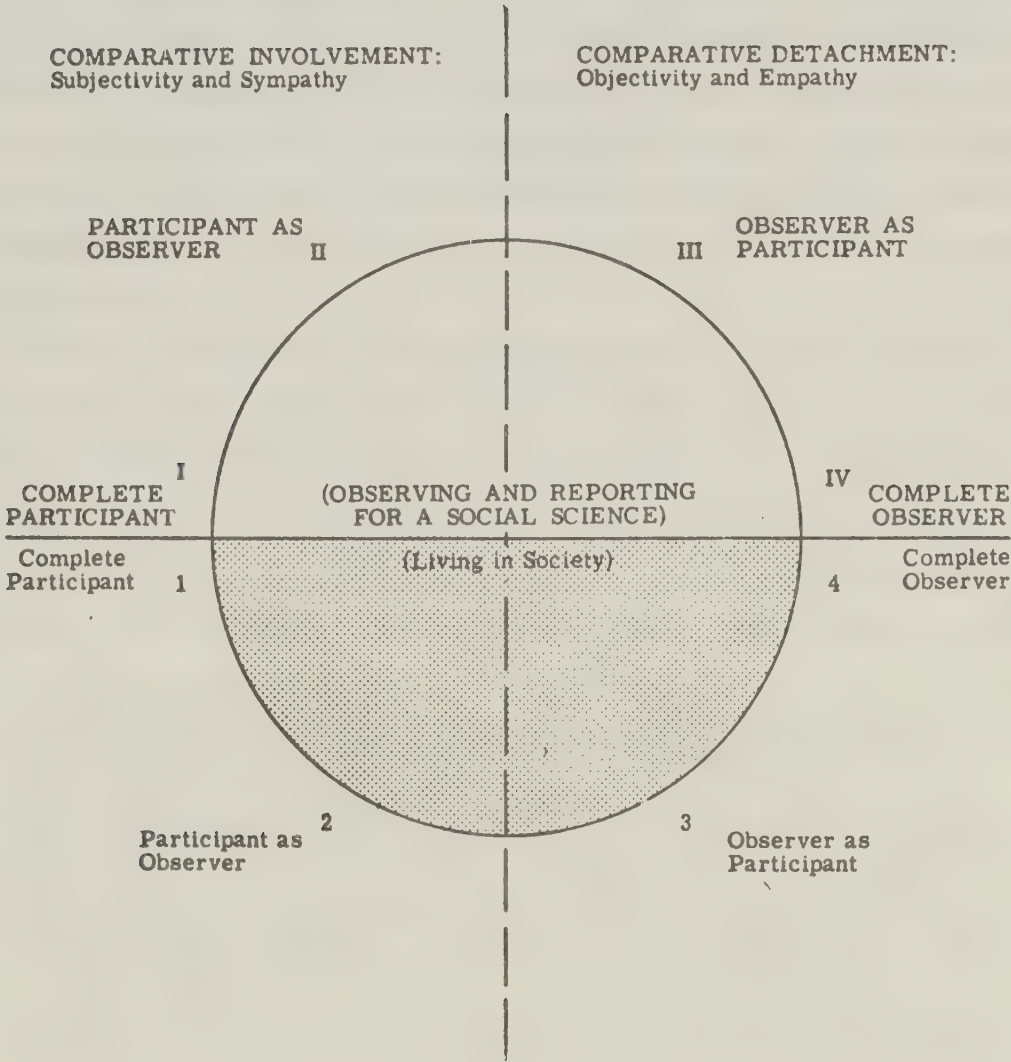 COMPARATIVE INVOLVEMENT:
Subjectivity and Sympathy
COMPARATIVE DETACHMENT:
Objectivity and Empathy
PARTICIPANT AS
OBSERVER
II
III
OBSERVER AS
PARTICIPANT
I
COMPLETE
PARTICIPANT
(OBSERVING AND REPORTING
FOR A SOCIAL SCIENCE)
IV
COMPLETE
OBSERVER
Complete
Participant
1
(Living in Society)
4
Complete
Observer
Participant as
Observer
2
3
Observer as
Participant